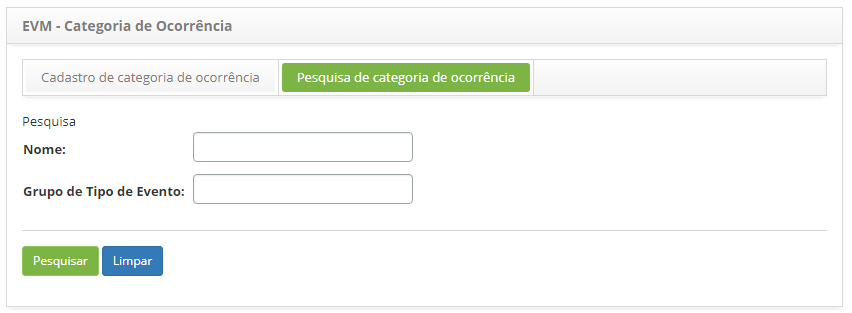 EVM - Categoria de Ocorrência
Cadastro de categoria de ocorrência Pesquisa de categoria de ocorrência
Pesquisa
Nome:
Grupo de Tipo de Evento:
Pesquisar Limpar